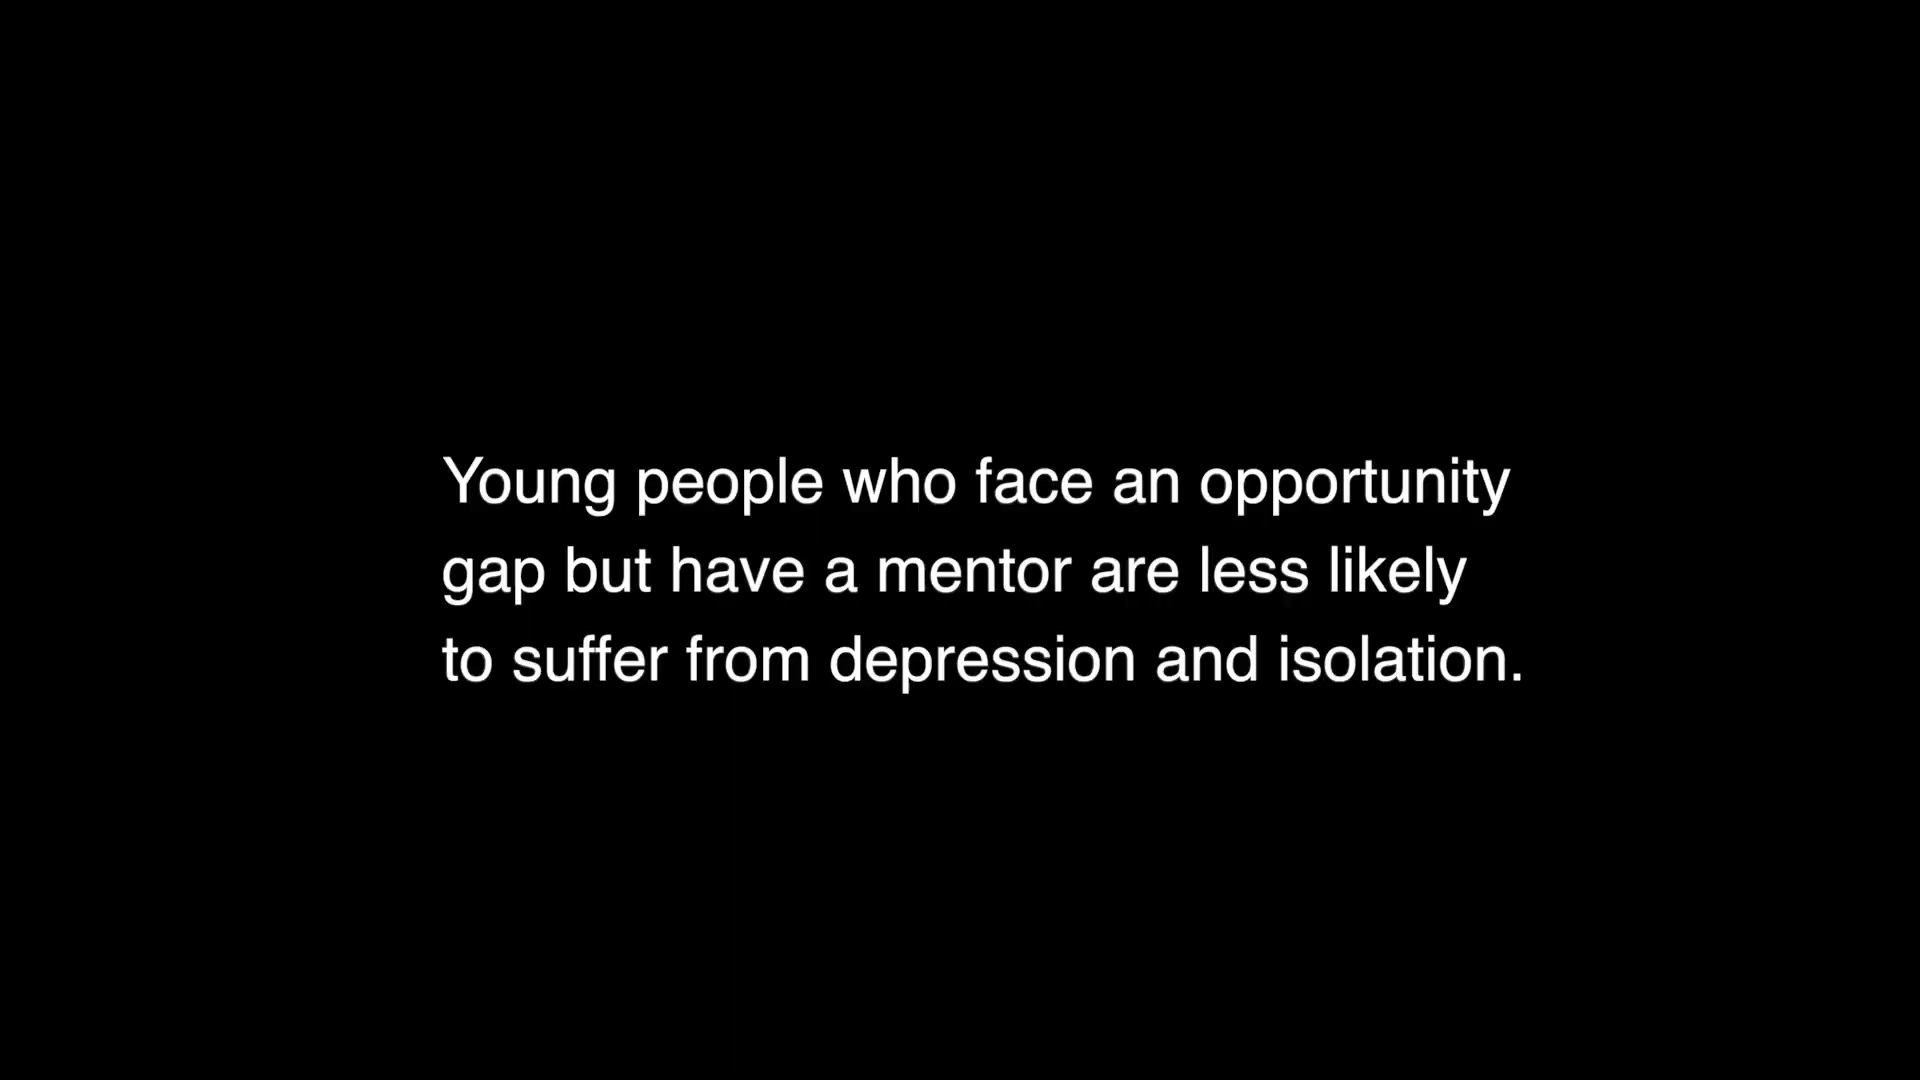 Young people who face an opportunity
gap but have a mentor are less likely
to suffer from depression and isolation.